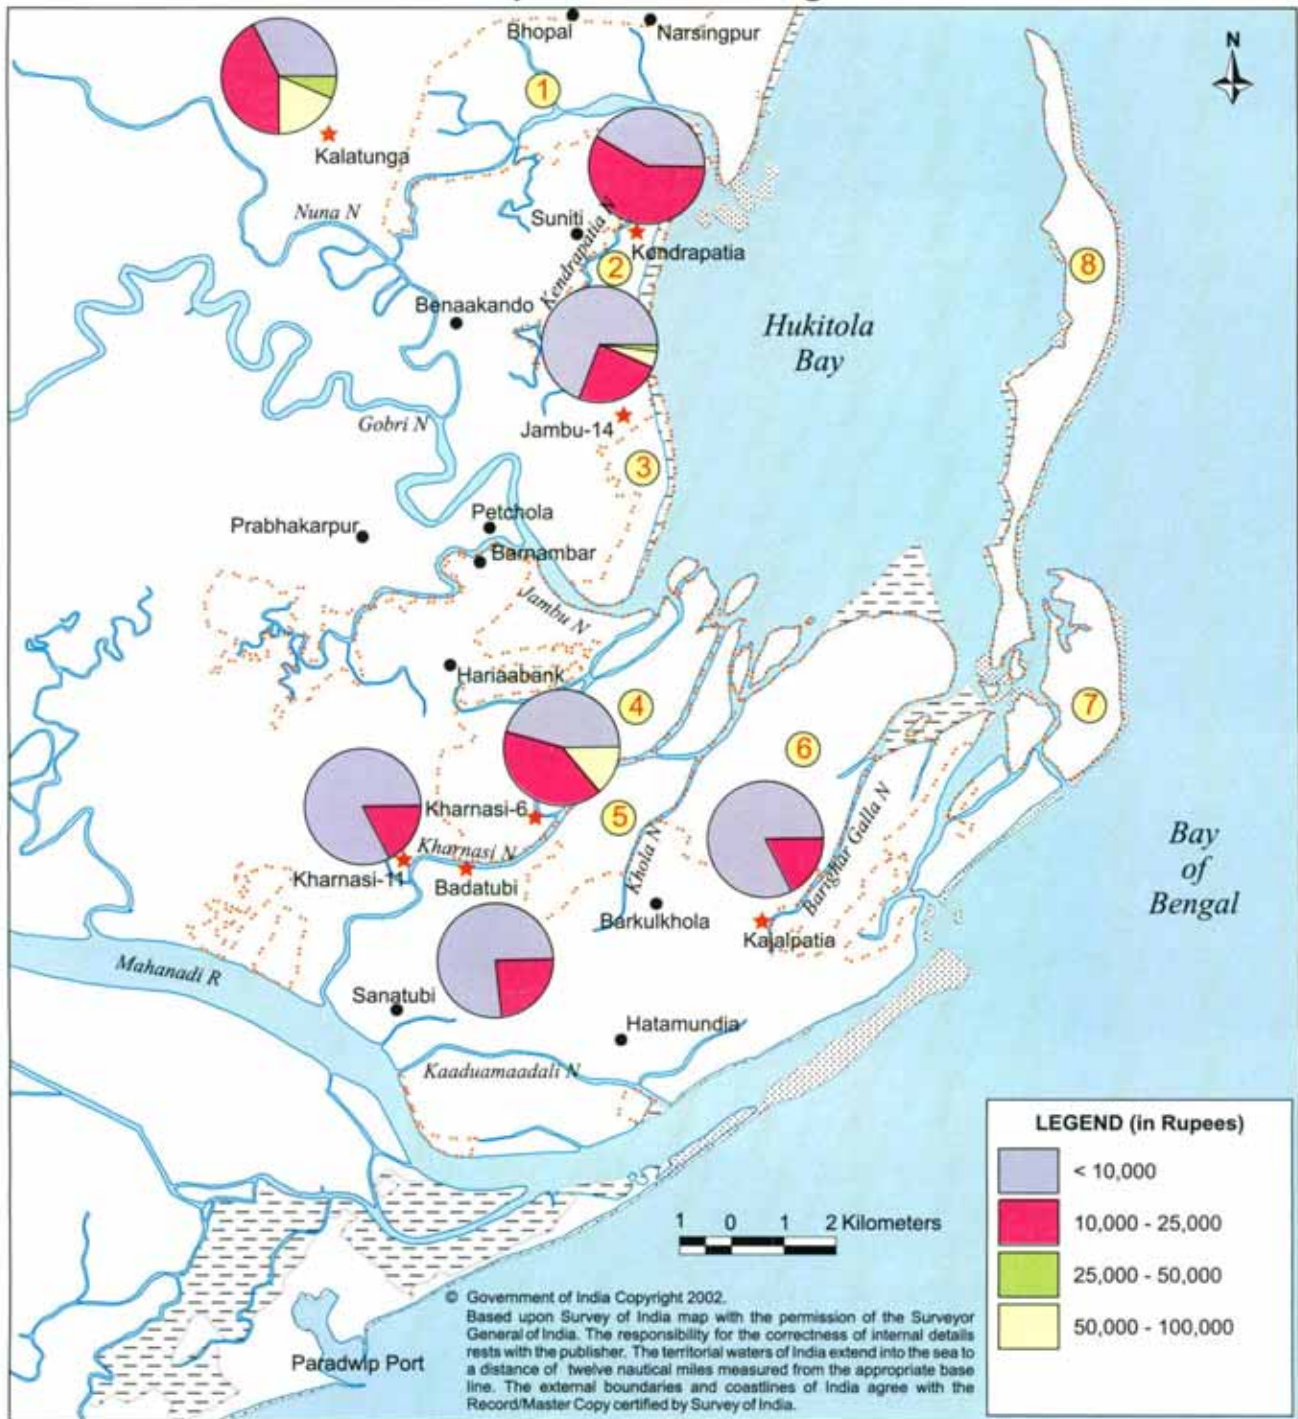 Bhopal
Narsingpur
N
1
Kalatunga
Nuna N
Suniti
Kendrapatia N
Kendrapatia
2
8
Benaakando
Hukitola
Bay
Gobri N
Jambu-14
3
Prabhakarpur
Petchola
Barnambar
Jambu N
Hariaabank
4
7
6
Kharnasi-6
5
Kharnasi N
Khola N
Barighar Galla N
Bay
of
Bengal
Kharnasi-11
Badatubi
Barkulkhola
Kajalpatia
Mahanadi R
Sanatubi
Hatamundia
Kaaduamaadali N
LEGEND (in Rupees)
< 10,000
10,000 - 25,000
25,000 - 50,000
50,000 - 100,000
1 0 1 2 Kilometers
© Government of India Copyright 2002.
Based upon Survey of India map with the permission of the Surveyor
General of India. The responsibility for the correctness of internal details
rests with the publisher. The territorial waters of India extend into the sea to
a distance of twelve nautical miles measured from the appropriate base
line. The external boundaries and coastlines of India agree with the
Record/Master Copy certified by Survey of India.
Paradwip Port